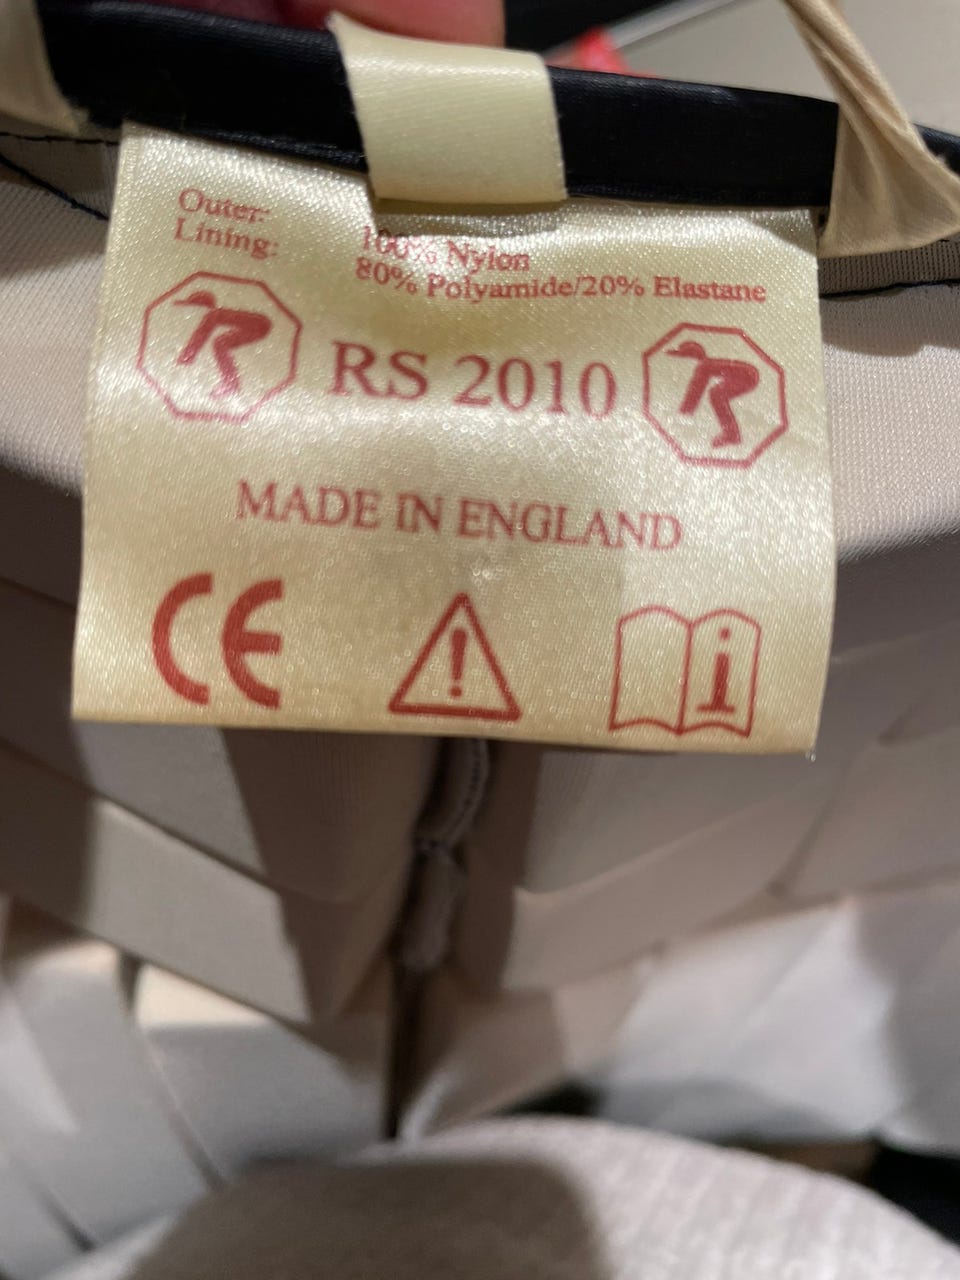 Outer: 100% Nylon
Lining: 80% Polyamide/20% Elastane
RS 2010
MADE IN ENGLAND
CE
i